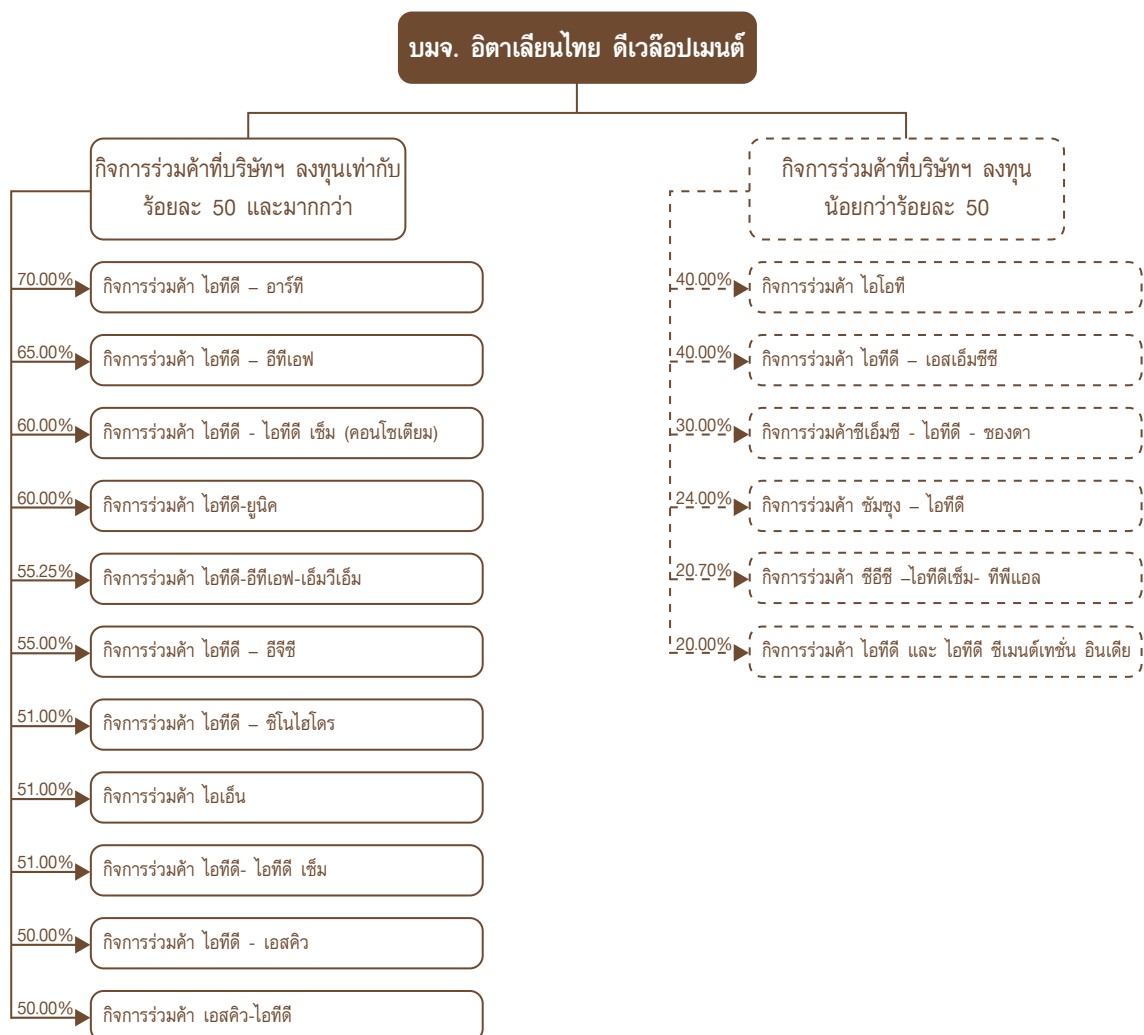 บมจ. อิตาเลียนไทย ดีเวล๊อปเมนต์
กิจการร่วมค้าที่บริษัทฯ ลงทุนเท่ากับ
ร้อยละ 50 และมากกว่า
70.00%
กิจการร่วมค้า ไอทีดี – อาร์ที
65.00%
กิจการร่วมค้า ไอทีดี – อีทีเอฟ
60.00%
กิจการร่วมค้า ไอทีดี - ไอทีดี เซ็ม (คอนโซเตียม)
60.00%
กิจการร่วมค้า ไอทีดี-ยูนิค
55.25%
กิจการร่วมค้า ไอทีดี-อีทีเอฟ-เอ็มวีเอ็ม
55.00%
กิจการร่วมค้า ไอทีดี – อีจีซี
51.00%
กิจการร่วมค้า ไอทีดี – ซิโนไฮโดร
51.00%
กิจการร่วมค้า ไอเอ็น
51.00%
กิจการร่วมค้า ไอทีดี- ไอทีดี เซ็ม
50.00%
กิจการร่วมค้า ไอทีดี - เอสคิว
50.00%
กิจการร่วมค้า เอสคิว-ไอทีดี
กิจการร่วมค้าที่บริษัทฯ ลงทุน
น้อยกว่าร้อยละ 50
40.00%
กิจการร่วมค้า ไอโอที
40.00%
กิจการร่วมค้า ไอทีดี – เอสเอ็มซีซี
30.00%
กิจการร่วมค้าซีเอ็มซี - ไอทีดี - ซองดา
24.00%
กิจการร่วมค้า ซัมซุง – ไอทีดี
20.70%
กิจการร่วมค้า ซีอีซี –ไอทีดีเซ็ม- ทีพีแอล
20.00%
กิจการร่วมค้า ไอทีดี และ ไอทีดี ซีเมนต์เทชั่น อินเดีย